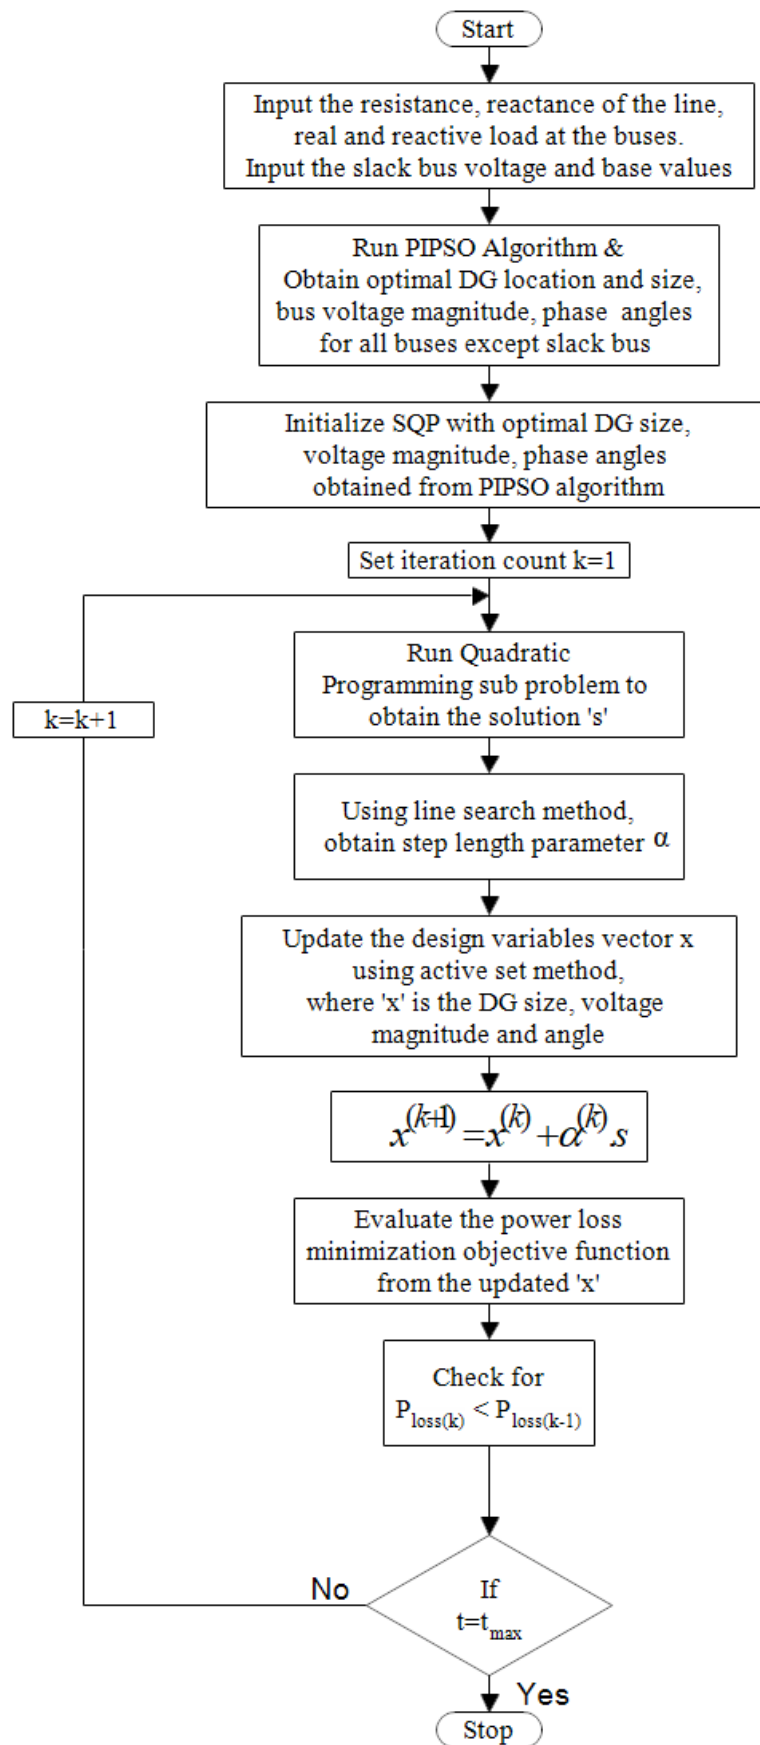 Start
Input the resistance, reactance of the line,
real and reactive load at the buses.
Input the slack bus voltage and base values
Run PIPSO Algorithm &
Obtain optimal DG location and size,
bus voltage magnitude, phase angles
for all buses except slack bus
Initialize SQP with optimal DG size,
voltage magnitude, phase angles
obtained from PIPSO algorithm
Set iteration count k=1
Run Quadratic
Programming sub problem to
obtain the solution 's'
k=k+1
Using line search method,
obtain step length parameter α
Update the design variables vector x
using active set method,
where 'x' is the DG size, voltage
magnitude and angle
x^(k+1) = x^(k) + α^(k).s
Evaluate the power loss
minimization objective function
from the updated 'x'
Check for
P_loss(k) < P_loss(k-1)
No
If
t=t_max
Yes
Stop